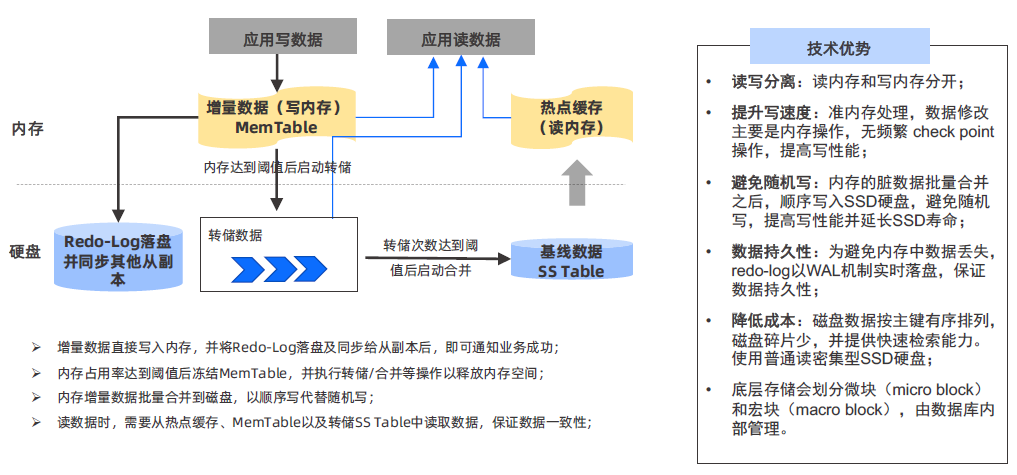 应用写数据
应用读数据
内存
增量数据（写内存）
MemTable
热点缓存
（读内存）
内存达到阈值后启动转储
硬盘
Redo-Log落盘
并同步其他从副
本
转储数据
转储次数达到阈
值后启动合并
基线数据
SS Table
➢ 增量数据直接写入内存，并将Redo-Log落盘及同步给从副本后，即可通知业务成功；
➢ 内存占用率达到阈值后冻结MemTable，并执行转储/合并等操作以释放内存空间；
➢ 内存增量数据批量合并到磁盘，以顺序写代替随机写；
➢ 读数据时，需要从热点缓存、MemTable以及转储SS Table中读取数据，保证数据一致性；
技术优势
• 读写分离：读内存和写内存分开；
• 提升写速度：准内存处理，数据修改
主要是内存操作，无频繁 check point
操作，提高写性能；
• 避免随机写：内存的脏数据批量合并
之后，顺序写入SSD硬盘，避免随机
写，提高写性能并延长SSD寿命；
• 数据持久性：为避免内存中数据丢失，
redo-log以WAL机制实时落盘，保证
数据持久性；
• 降低成本：磁盘数据按主键有序排列，
磁盘碎片少，并提供快速检索能力。
使用普通读密集型SSD硬盘；
• 底层存储会划分微块（micro block）
和宏块（macro block），由数据库内
部管理。